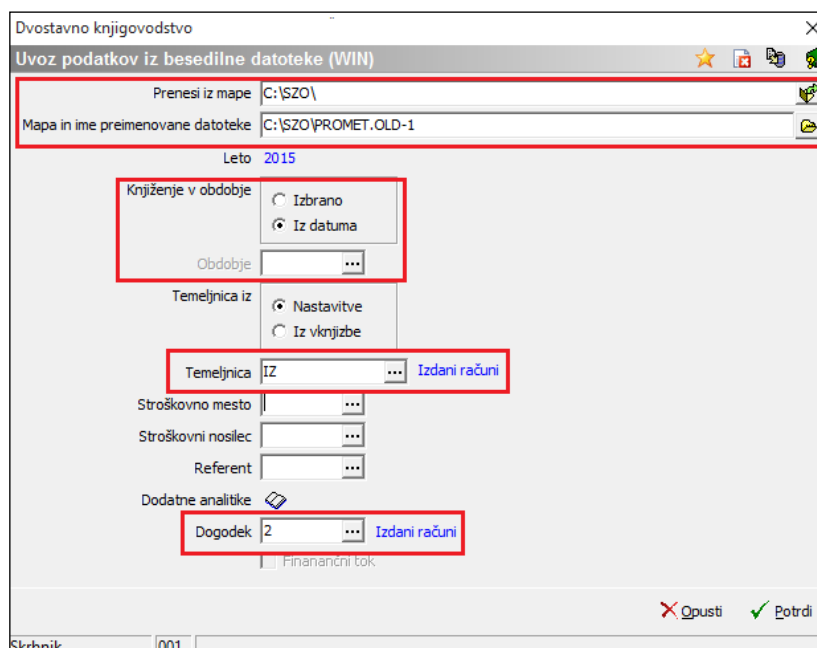 Dvostavno knjigovodstvo
Uvoz podatkov iz besedilne datoteke (WIN)
Prenesi iz mape C:\SZO\
Mapa in ime preimenovane datoteke C:\SZO\PROMET.OLD-1
Leto 2015
Knjiženje v obdobje
Izbrano
Iz datuma
Obdobje ...
Temeljnica iz
Nastavitve
Iz vknjizbe
Temeljnica IZ ... Izdani računi
Stroškovno mesto ...
Stroškovni nosilec ...
Referent ...
Dodatne analitike
Dogodek 2 ... Izdani računi
Finananční tok
Opusti Potrdi
Skrbnik 001